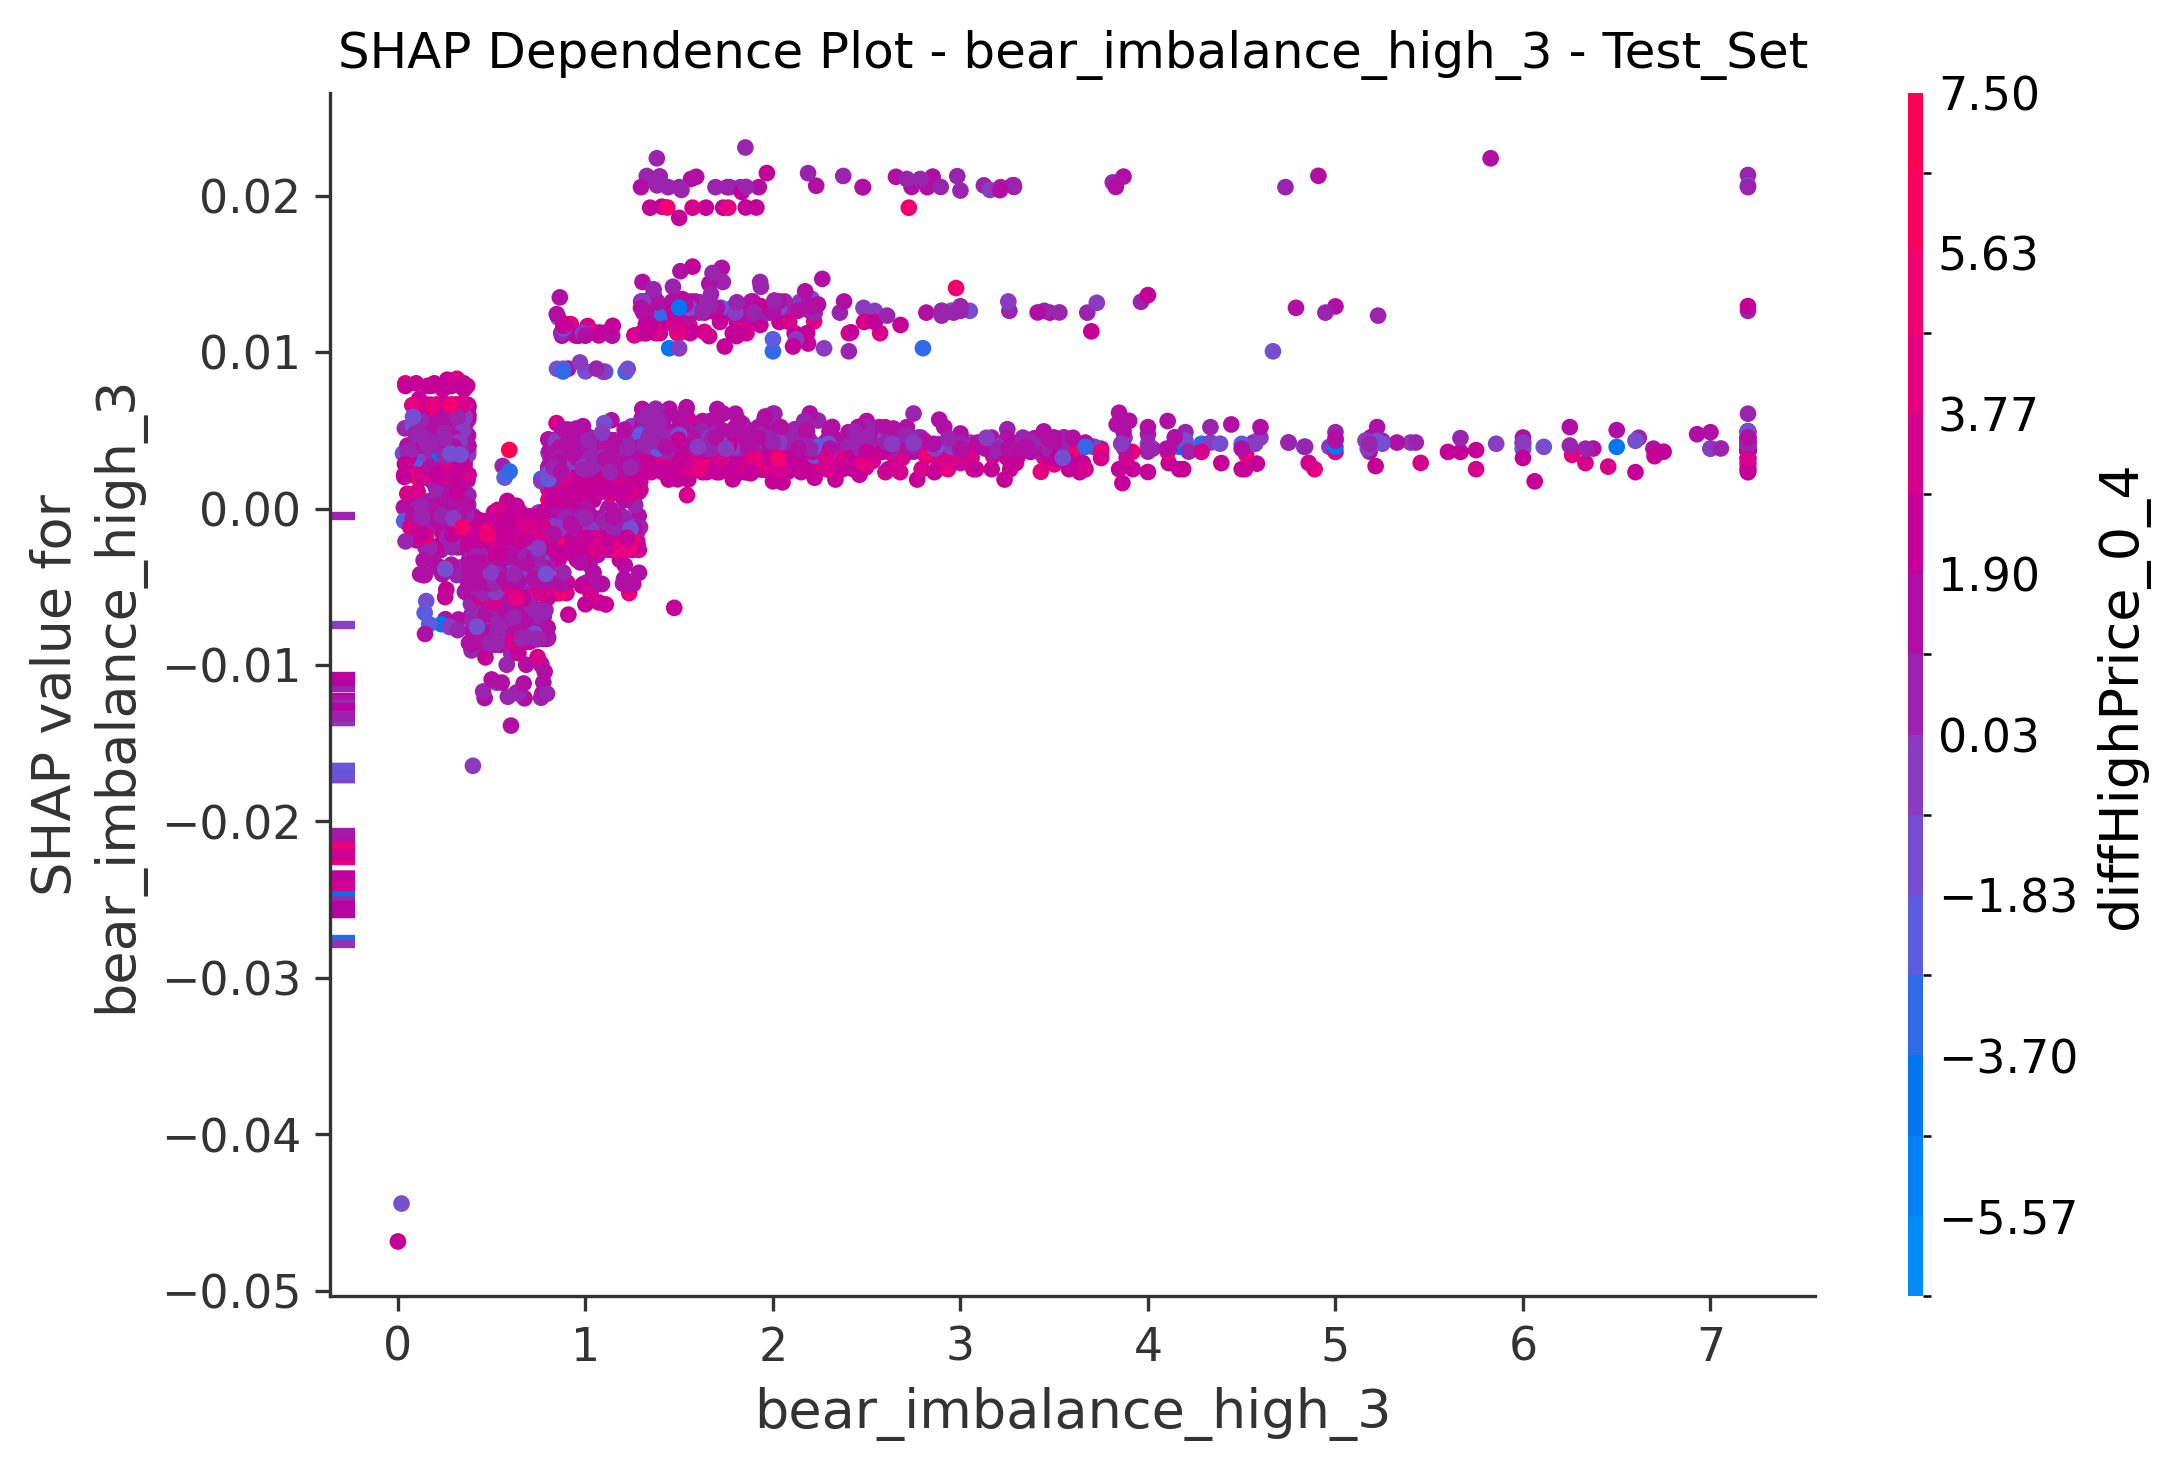 SHAP Dependence Plot - bear_imbalance_high_3 - Test_Set
SHAP value for
bear_imbalance_high_3
0.02
0.01
0.00
−0.01
−0.02
−0.03
−0.04
−0.05
0 1 2 3 4 5 6 7
bear_imbalance_high_3
7.50
5.63
3.77
1.90
0.03
−1.83
−3.70
−5.57
diffHighPrice_0_4